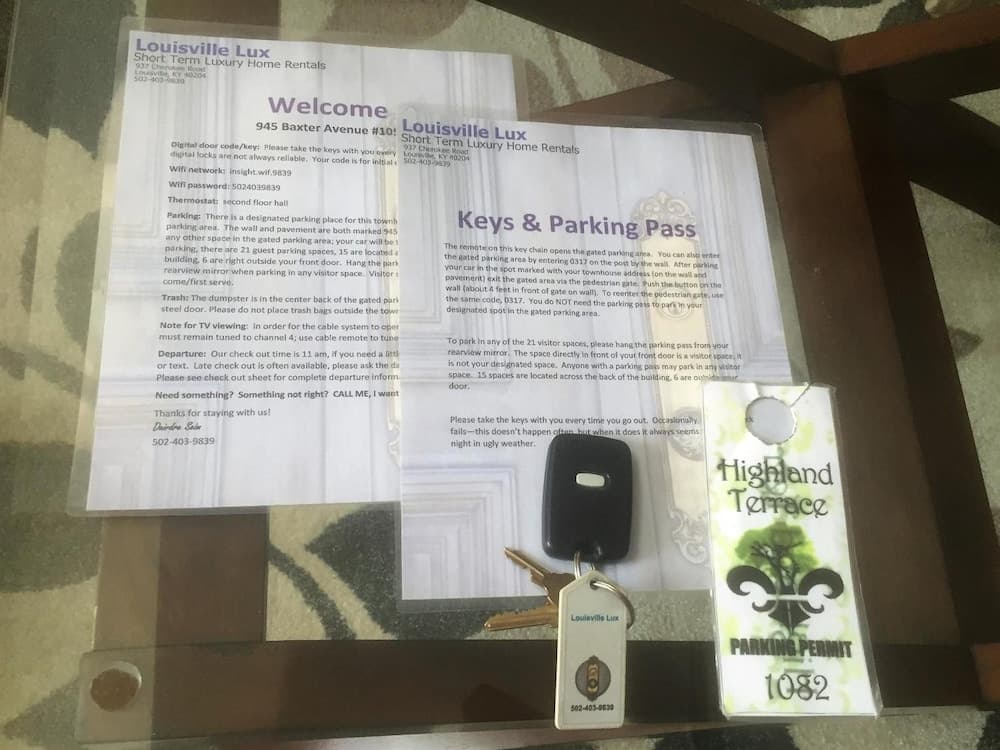 Louisville Lux
Short Term Luxury Home Rentals
937 Cherokee Road
Louisville, KY 40204
502-403-9839
Welcome
945 Baxter Avenue #10
Digital door code/key: Please take the keys with you every
digital locks are not always reliable. Your code is for initial
Wifi network: insight.wif.9839
Wifi password: 5024039839
Thermostat: second floor hall
Parking: There is a designated parking place for this townh
parking area. The wall and pavement are both marked 945
any other space in the gated parking area; your car will be t
parking, there are 21 guest parking spaces, 15 are located a
building, 6 are right outside your front door. Hang the park
rearview mirror when parking in any visitor space. Visitor s
come/first serve.
Trash: The dumpster is in the center back of the gated park
steel door. Please do not place trash bags outside the town
Note for TV viewing: in order for the cable system to oper
must remain tuned to channel 4; use cable remote to tune
Departure: Our check out time is 11 am, if you need a littl
or text. Late check out is often available, please ask the da
Please see check out sheet for complete departure inform
Need something? Something not right? CALL ME, I want
Thanks for staying with us!
502-403-9839
Louisville Lux
Short Term Luxury Home Rentals
937 Cherokee Road
Louisville, KY 40204
502-403-9839
Keys & Parking Pass
The remote on this key chain opens the gated parking area. You can also enter
the gated parking area by entering 0317 on the post by the wall. After parking
your car in the spot marked with your townhouse address (on the wall and
pavement) exit the gated area via the pedestrian gate. Push the button on the
wall (about 4 feet in front of gate on wall). To reenter the pedestrian gate, use
the same code, 0317. You do NOT need the parking pass to park in your
designated spot in the gated parking area.
To park in any of the 21 visitor spaces, please hang the parking pass from your
rearview mirror. The space directly in front of your front door is a visitor space, it
is not your designated space. Anyone with a parking pass may park in any visitor
space. 15 spaces are located across the back of the building, 6 are outside your
door.
Please take the keys with you every time you go out. Occasionally
fails—this doesn't happen often, but when it does it always seems
night in ugly weather.
Highland
Terrace
PARKING PERMIT
1082
Louisville Lux
502-403-9839